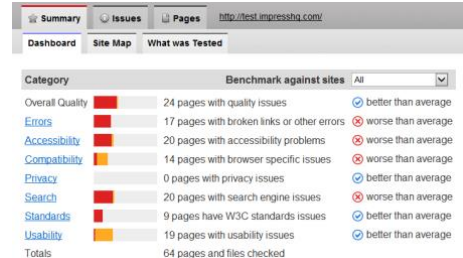 Summary Issues Pages http://test.impresshq.com/
Dashboard Site Map What was Tested
Category Benchmark against sites All
Overall Quality 24 pages with quality issues better than average
Errors 17 pages with broken links or other errors worse than average
Accessibility 20 pages with accessibility problems worse than average
Compatibility 14 pages with browser specific issues worse than average
Privacy 0 pages with privacy issues better than average
Search 20 pages with search engine issues worse than average
Standards 9 pages have W3C standards issues better than average
Usability 19 pages with usability issues better than average
Totals 64 pages and files checked